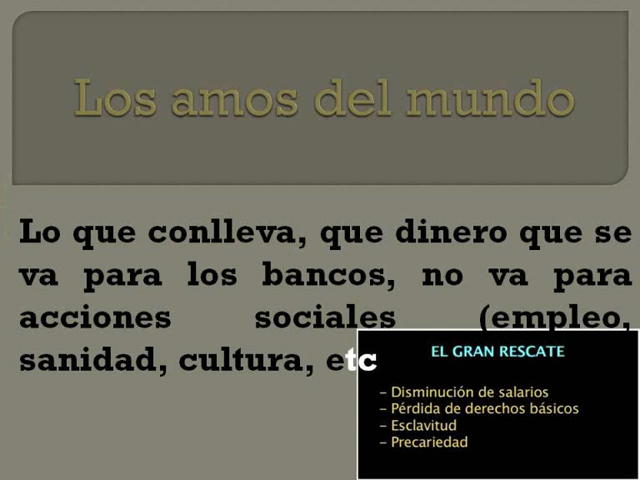 Los amos del mundo
Lo que conlleva, que dinero que se
va para los bancos, no va para
acciones sociales (empleo,
sanidad, cultura, etc
EL GRAN RESCATE
– Disminución de salarios
– Pérdida de derechos básicos
– Esclavitud
– Precariedad